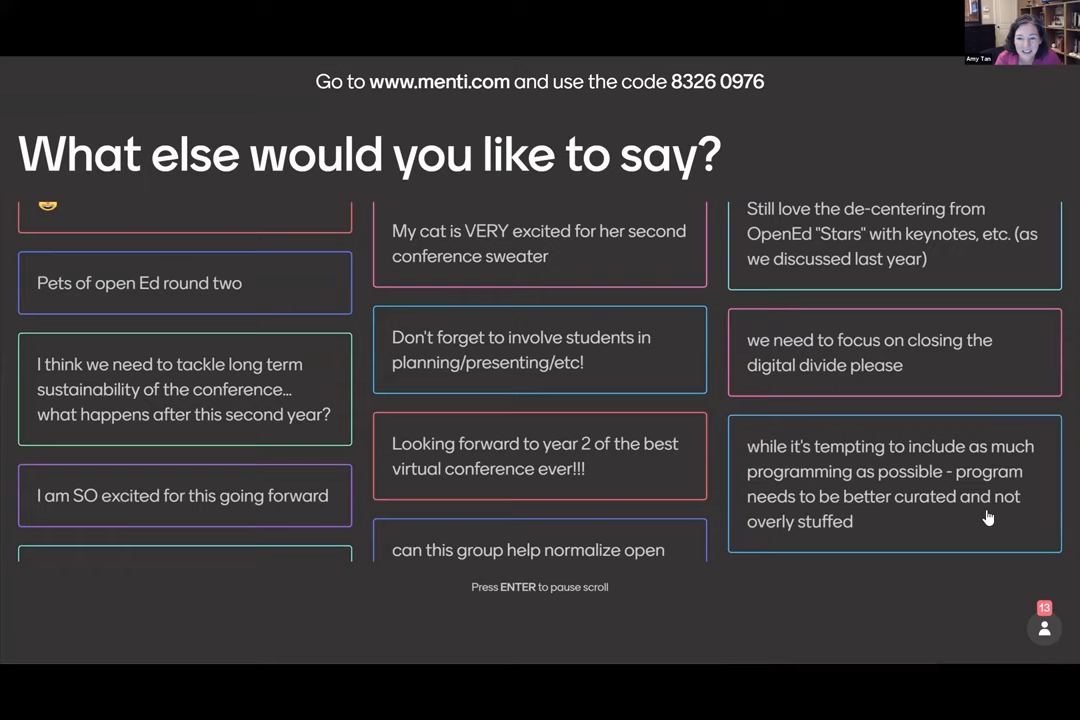 Amy Tan
Go to www.menti.com and use the code 8326 0976
What else would you like to say?
Pets of open Ed round two
I think we need to tackle long term
sustainability of the conference...
what happens after this second year?
I am SO excited for this going forward
My cat is VERY excited for her second
conference sweater
Don't forget to involve students in
planning/presenting/etc!
Looking forward to year 2 of the best
virtual conference ever!!!
can this group help normalize open
Still love the de-centering from
OpenEd "Stars" with keynotes, etc. (as
we discussed last year)
we need to focus on closing the
digital divide please
while it's tempting to include as much
programming as possible - program
needs to be better curated and not
overly stuffed
Press ENTER to pause scroll
13